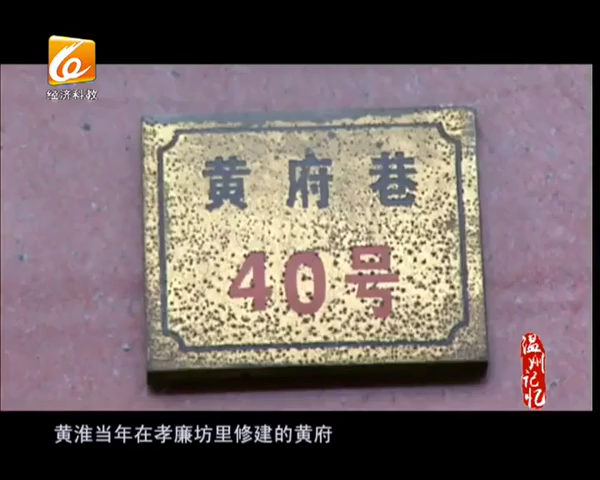 经济科教
黄府巷
40号
温州记忆
黄淮当年在孝廉坊里修建的黄府